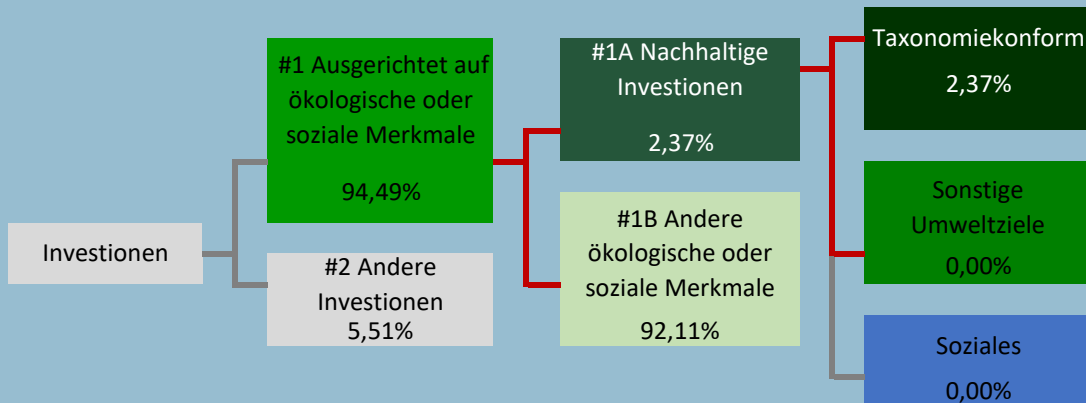 Investionen
#1 Ausgerichtet auf
ökologische oder
soziale Merkmale
94,49%
#2 Andere
Investionen
5,51%
#1A Nachhaltige
Investionen
2,37%
#1B Andere
ökologische oder
soziale Merkmale
92,11%
Taxonomiekonform
2,37%
Sonstige
Umweltziele
0,00%
Soziales
0,00%